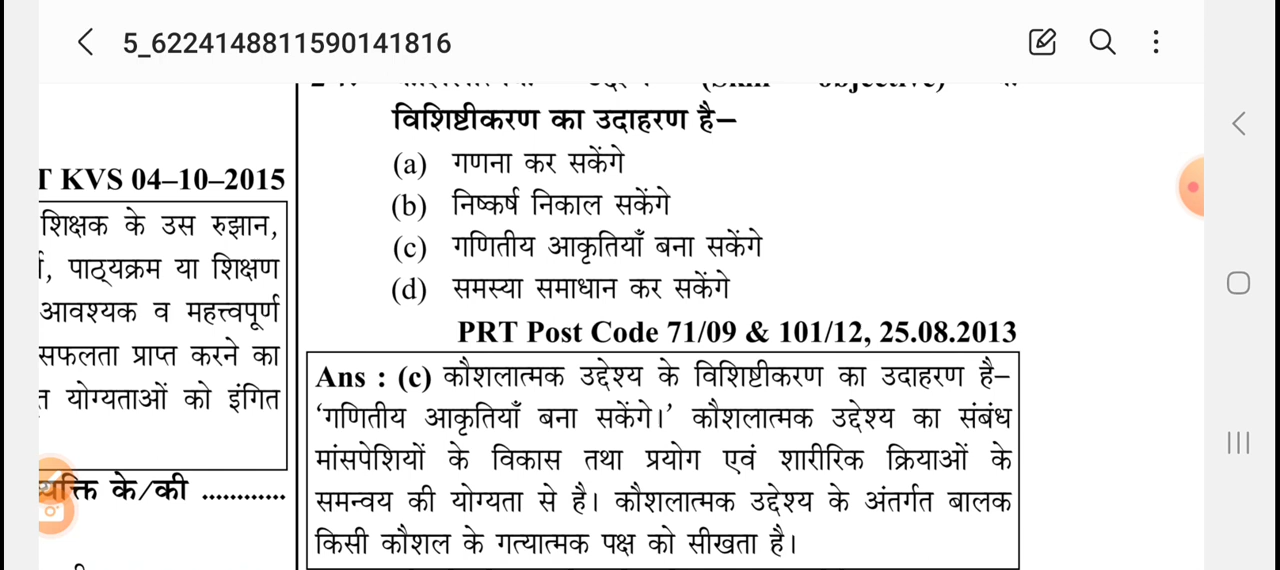 5_6224148811590141816
T KVS 04–10–2015
शिक्षक के उस रुझान,
पाठ्यक्रम या शिक्षण
आवश्यक व महत्त्वपूर्ण
सफलता प्राप्त करने का
योग्यताओं को इंगित
व्यक्ति के/की ............
उद्देश्य (Skill objective)
विशिष्टीकरण का उदाहरण है–
(a) गणना कर सकेंगे
(b) निष्कर्ष निकाल सकेंगे
(c) गणितीय आकृतियाँ बना सकेंगे
(d) समस्या समाधान कर सकेंगे
PRT Post Code 71/09 & 101/12, 25.08.2013
Ans : (c) कौशलात्मक उद्देश्य के विशिष्टीकरण का उदाहरण है–
‘गणितीय आकृतियाँ बना सकेंगे।’ कौशलात्मक उद्देश्य का संबंध
मांसपेशियों के विकास तथा प्रयोग एवं शारीरिक क्रियाओं के
समन्वय की योग्यता से है। कौशलात्मक उद्देश्य के अंतर्गत बालक
किसी कौशल के गत्यात्मक पक्ष को सीखता है।